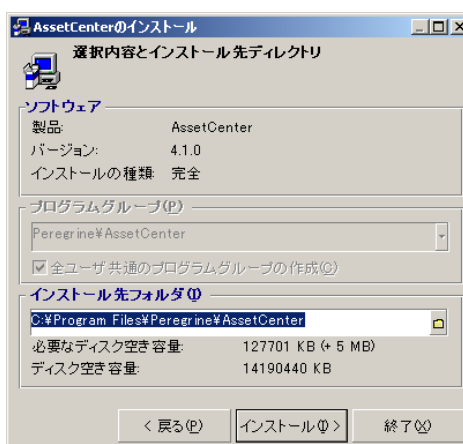 AssetCenterのインストール
選択内容とインストール先ディレクトリ
ソフトウェア
製品: AssetCenter
バージョン: 4.1.0
インストールの種類 完全
プログラムグループ(P)
Peregrine¥AssetCenter
全ユーザ共通のプログラムグループの作成(C)
インストール先フォルダ(I)
C:¥Program Files¥Peregrine¥AssetCenter
必要なディスク空き容量: 127701 KB (+ 5 MB)
ディスク空き容量: 14190440 KB
< 戻る(P) インストール(I) > 終了(X)